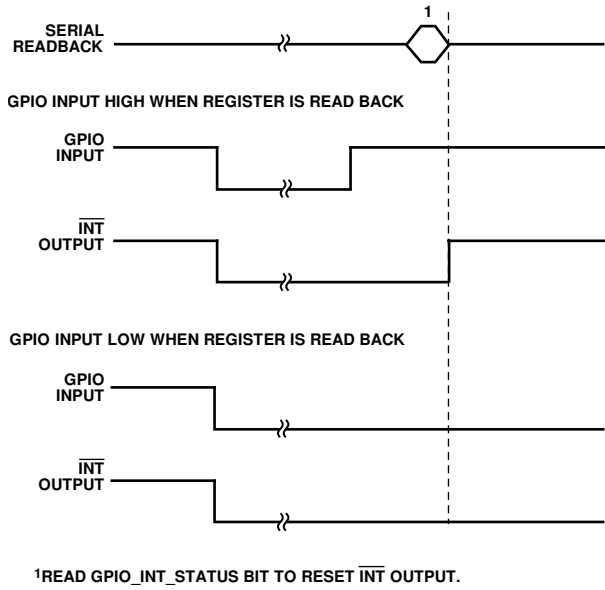 1
SERIAL
READBACK
GPIO INPUT HIGH WHEN REGISTER IS READ BACK
GPIO
INPUT
INT
OUTPUT
GPIO INPUT LOW WHEN REGISTER IS READ BACK
GPIO
INPUT
INT
OUTPUT
1READ GPIO_INT_STATUS BIT TO RESET INT OUTPUT.